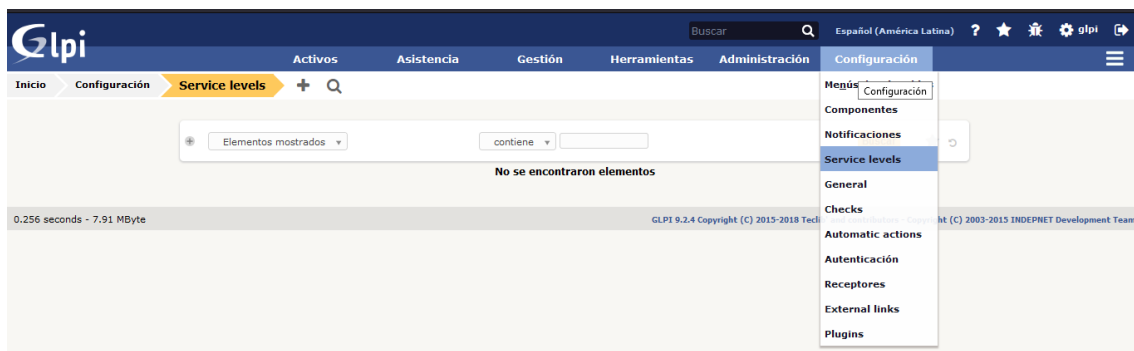 Glpi
Buscar Español (América Latina) ? glpi
Activos Asistencia Gestión Herramientas Administración Configuración
Inicio Configuración Service levels
Configuración
Componentes
Elementos mostrados contiene
Notificaciones
No se encontraron elementos
Service levels
General
0.256 seconds - 7.91 MByte
GLPI 9.2.4 Copyright (C) 2015-2018 (C) 2003-2015 INDEPNET Development Team
Checks
Automatic actions
Autenticación
Receptores
External links
Plugins